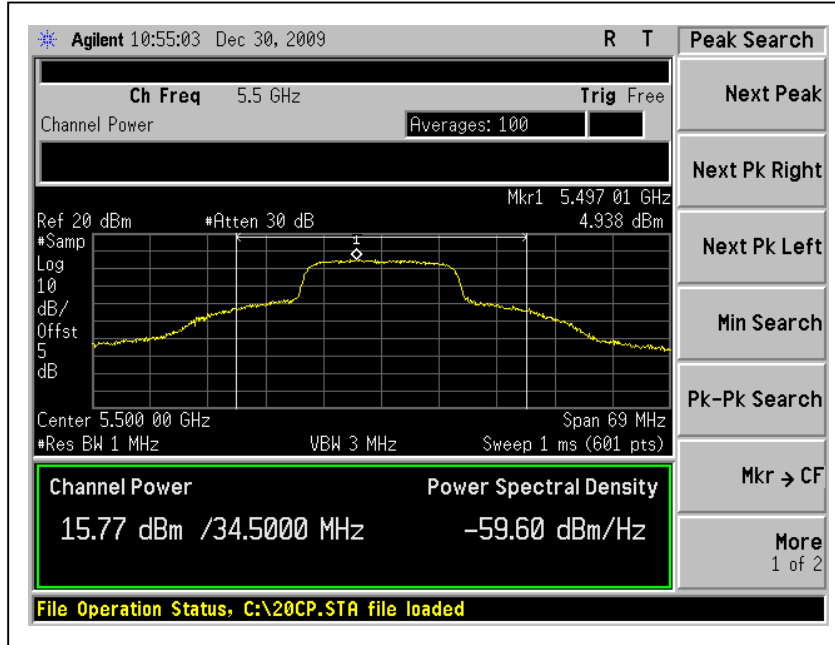 Agilent 10:55:03 Dec 30, 2009 R T
Peak Search
Ch Freq 5.5 GHz Trig Free
Channel Power Averages: 100
Mkr1 5.497 01 GHz
Ref 20 dBm #Atten 30 dB 4.938 dBm
#Samp
Log
10
dB/
Offst
5
dB
1
Center 5.500 00 GHz Span 69 MHz
#Res BW 1 MHz VBW 3 MHz Sweep 1 ms (601 pts)
Channel Power Power Spectral Density
15.77 dBm /34.5000 MHz -59.60 dBm/Hz
File Operation Status, C:\20CP.STA file loaded
Next Peak
Next Pk Right
Next Pk Left
Min Search
Pk-Pk Search
Mkr → CF
More
1 of 2